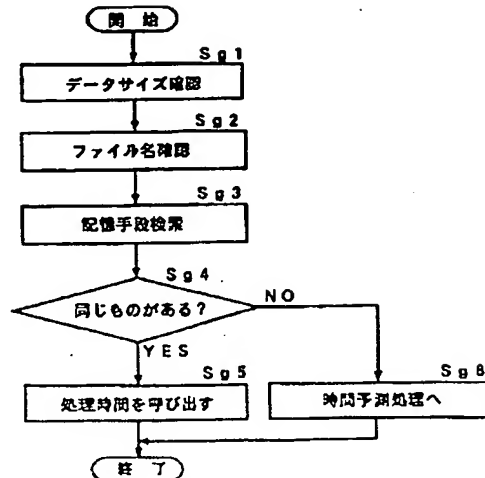 開 始
Sg1
データサイズ確認
Sg2
ファイル名確認
Sg3
記憶手段検索
Sg4
同じものがある?
NO
YES
Sg5
処理時間を呼び出す
Sg6
時間予測処理へ
終 了